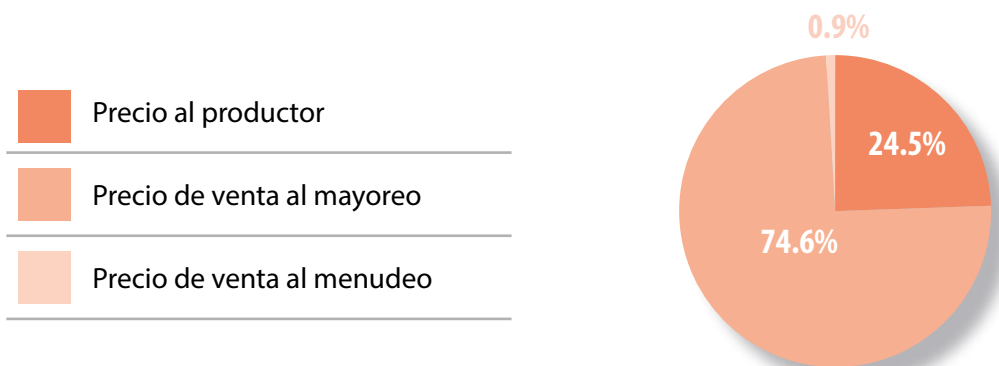 0.9%
Precio al productor
24.5%
Precio de venta al mayoreo
74.6%
Precio de venta al menudeo